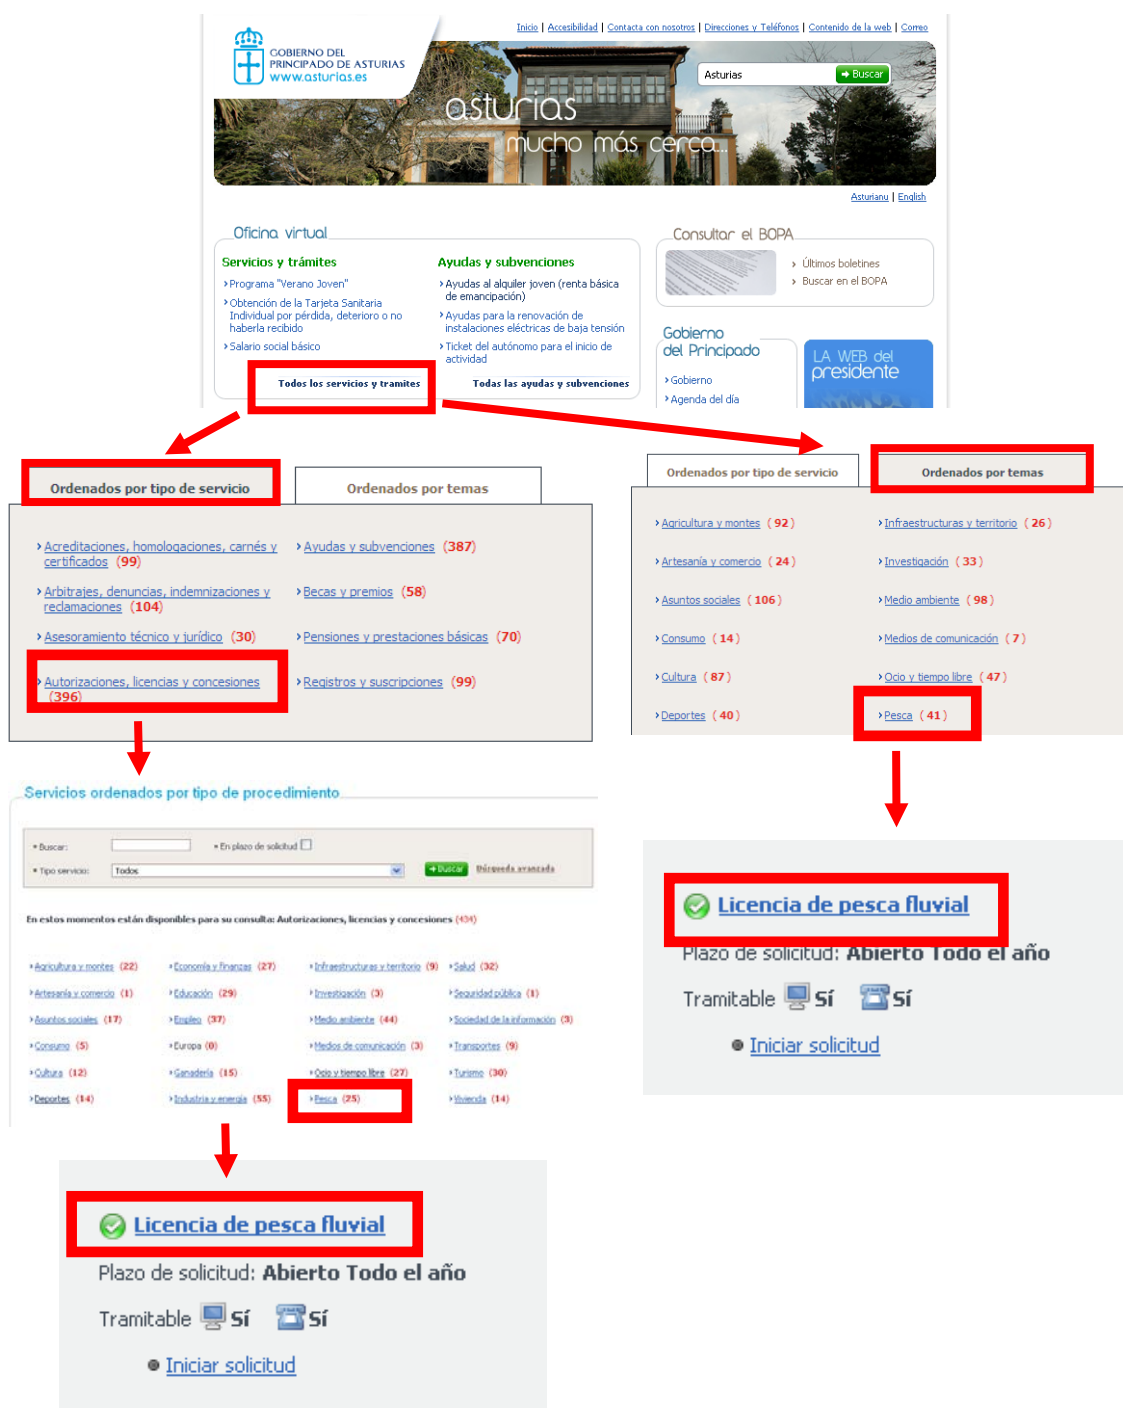 Inicio | Accesibilidad | Contacta con nosotros | Direcciones y Teléfonos | Contenido de la web | Correo
GOBIERNO DEL
PRINCIPADO DE ASTURIAS
www.asturias.es
Asturias
Buscar
asturias
mucho más cerca...
Asturianu | English
Oficina virtual
Servicios y trámites
Programa "Verano Joven"
Obtención de la Tarjeta Sanitaria
Individual por pérdida, deterioro o no
haberla recibido
Salario social básico
Todos los servicios y tramites
Ayudas y subvenciones
Ayudas al alquiler joven (renta básica
de emancipación)
Ayudas para la renovación de
instalaciones eléctricas de baja tensión
Ticket del autónomo para el inicio de
actividad
Todas las ayudas y subvenciones
Consultar el BOPA
Últimos boletines
Buscar en el BOPA
Gobierno
del Principado
Gobierno
Agenda del día
LA WEB del
presidente
Ordenados por tipo de servicio
Ordenados por temas
Acreditaciones, homologaciones, carnés y
certificados (99)
Arbitrajes, denuncias, indemnizaciones y
reclamaciones (104)
Asesoramiento técnico y jurídico (30)
Autorizaciones, licencias y concesiones
(396)
Ayudas y subvenciones (387)
Becas y premios (58)
Pensiones y prestaciones básicas (70)
Registros y suscripciones (99)
Ordenados por tipo de servicio
Ordenados por temas
Agricultura y montes (92)
Artesanía y comercio (24)
Asuntos sociales (106)
Consumo (14)
Cultura (87)
Deportes (40)
Infraestructuras y territorio (26)
Investigación (33)
Medio ambiente (98)
Medios de comunicación (7)
Ocio y tiempo libre (47)
Pesca (41)
Servicios ordenados por tipo de procedimiento
Buscar:
En plazo de solicitud
Tipo servicio:
Todos
Buscar
Búsqueda avanzada
En estos momentos están disponibles para su consulta: Autorizaciones, licencias y concesiones (434)
Agricultura y montes (22)
Artesanía y comercio (1)
Asuntos sociales (17)
Consumo (5)
Cultura (12)
Deportes (14)
Economía y finanzas (27)
Educación (29)
Empleo (37)
Europa (0)
Ganadería (15)
Industria y energía (55)
Infraestructuras y territorio (9)
Investigación (3)
Medio ambiente (44)
Medios de comunicación (3)
Ocio y tiempo libre (27)
Pesca (25)
Salud (32)
Seguridad pública (1)
Sociedad de la información (3)
Transportes (9)
Turismo (30)
Vivienda (14)
Licencia de pesca fluvial
Plazo de solicitud: Abierto Todo el año
Tramitable Sí Sí
Iniciar solicitud
Licencia de pesca fluvial
Plazo de solicitud: Abierto Todo el año
Tramitable Sí Sí
Iniciar solicitud